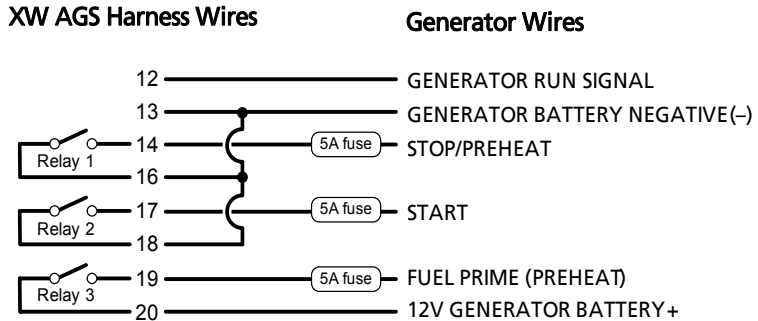 XW AGS Harness Wires Generator Wires
12 GENERATOR RUN SIGNAL
13 GENERATOR BATTERY NEGATIVE(–)
14 5A fuse STOP/PREHEAT
Relay 1
16
17 5A fuse START
Relay 2
18
19 5A fuse FUEL PRIME (PREHEAT)
Relay 3
20 12V GENERATOR BATTERY+